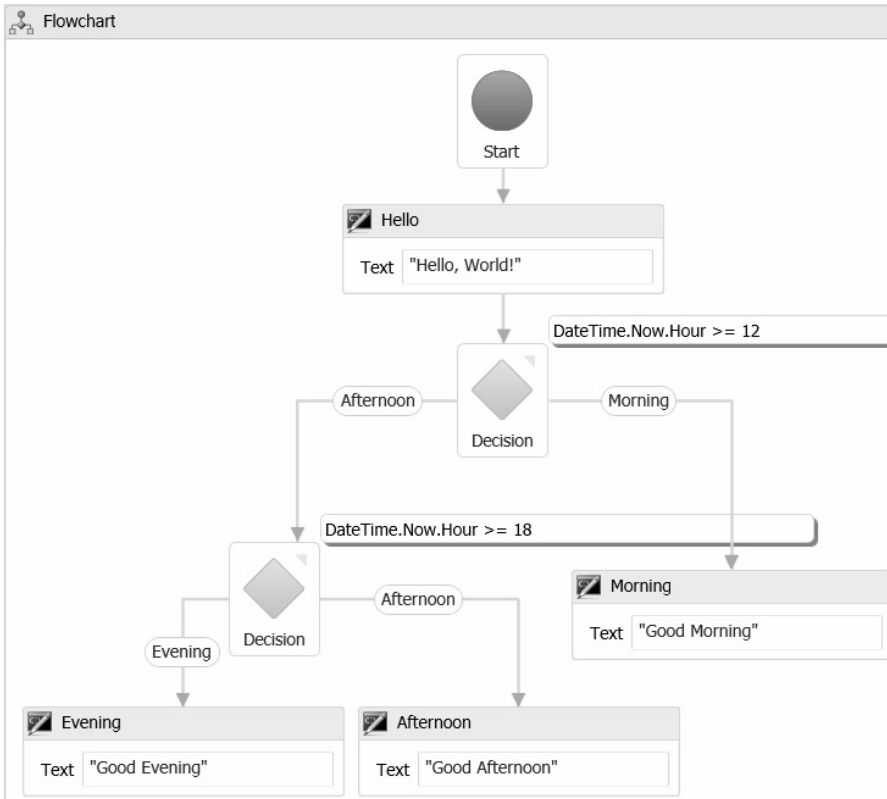 Flowchart
Start
Hello
Text "Hello, World!"
DateTime.Now.Hour >= 12
Afternoon
Morning
Decision
DateTime.Now.Hour >= 18
Morning
Text "Good Morning"
Afternoon
Decision
Evening
Evening
Text "Good Evening"
Afternoon
Text "Good Afternoon"